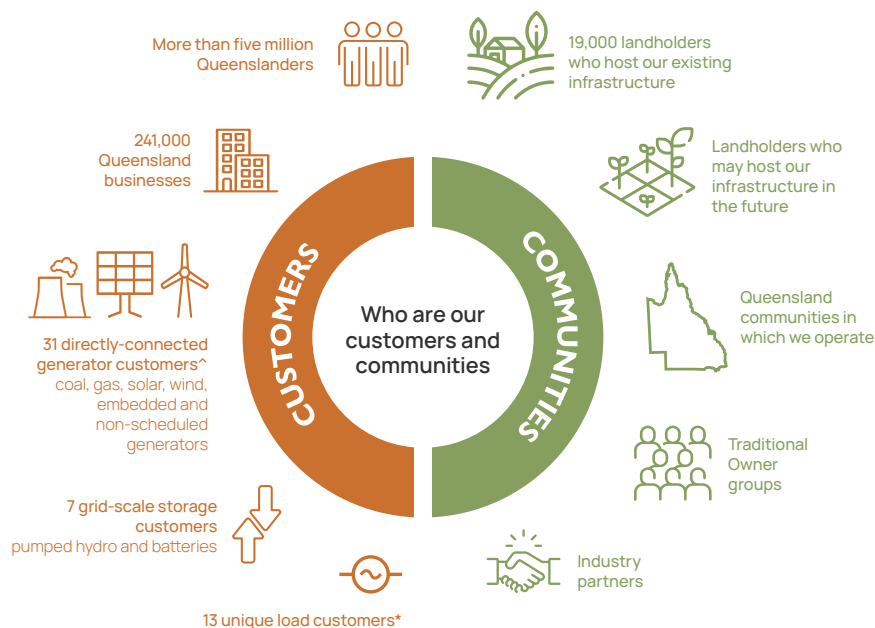 More than five million
Queenslanders
19,000 landholders
who host our existing
infrastructure
241,000
Queensland
businesses
Landholders who
may host our
infrastructure in
the future
CUSTOMERS
COMMUNITIES
Who are our
customers and
communities
Queensland
communities in
which we operate
31 directly-connected
generator customers^
coal, gas, solar, wind,
embedded and
non-scheduled
generators
Traditional
Owner
groups
7 grid-scale storage
customers
pumped hydro and batteries
Industry
partners
13 unique load customers*